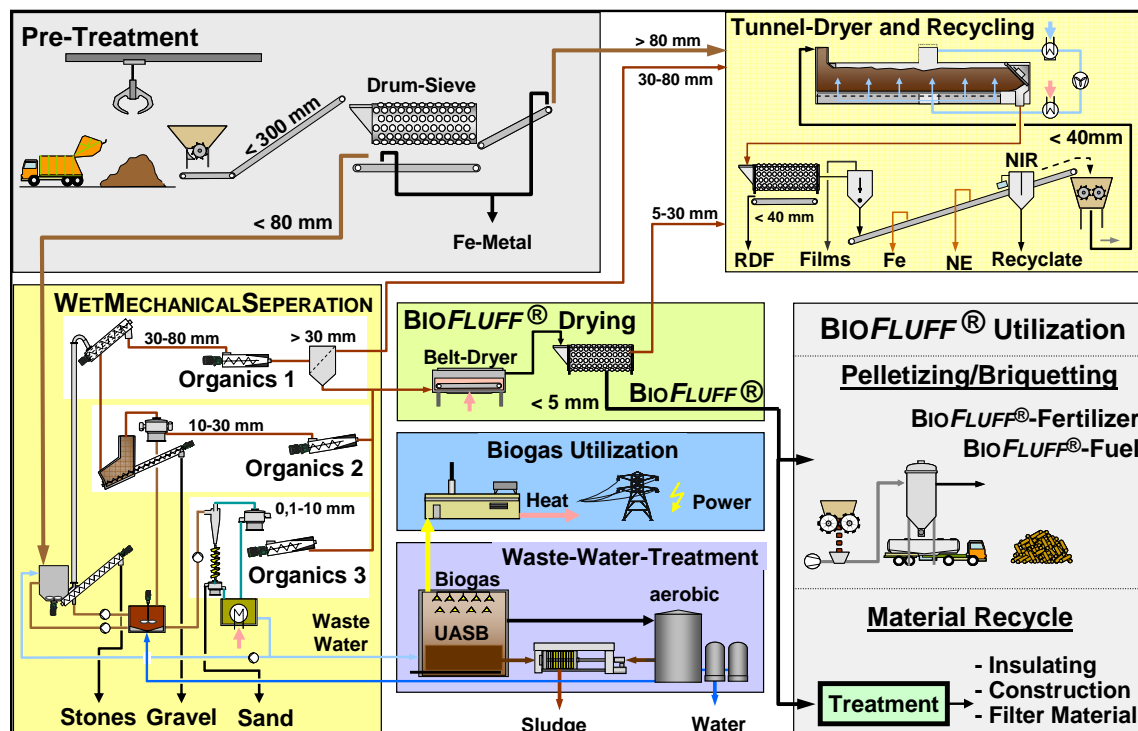 Pre-Treatment
Drum-Sieve
< 300 mm
> 80 mm
30-80 mm
< 80 mm
Fe-Metal
5-30 mm
Tunnel-Dryer and Recycling
M
M
< 40mm
NIR
< 40 mm
RDF
Films
Fe
NE
Recyclate
WETMECHANICALSEPERATION
30-80 mm
> 30 mm
Organics 1
10-30 mm
Organics 2
0,1-10 mm
Organics 3
M
Waste
Water
Stones
Gravel
Sand
BIOFLUFF® Drying
Belt-Dryer
< 5 mm
BIOFLUFF®
Biogas Utilization
Heat
Power
Waste-Water-Treatment
Biogas
UASB
aerobic
Sludge
Water
BIOFLUFF® Utilization
Pelletizing/Briquetting
BIOFLUFF®-Fertilizer
BIOFLUFF®-Fuel
Material Recycle
Treatment
- Insulating
- Construction
- Filter Material